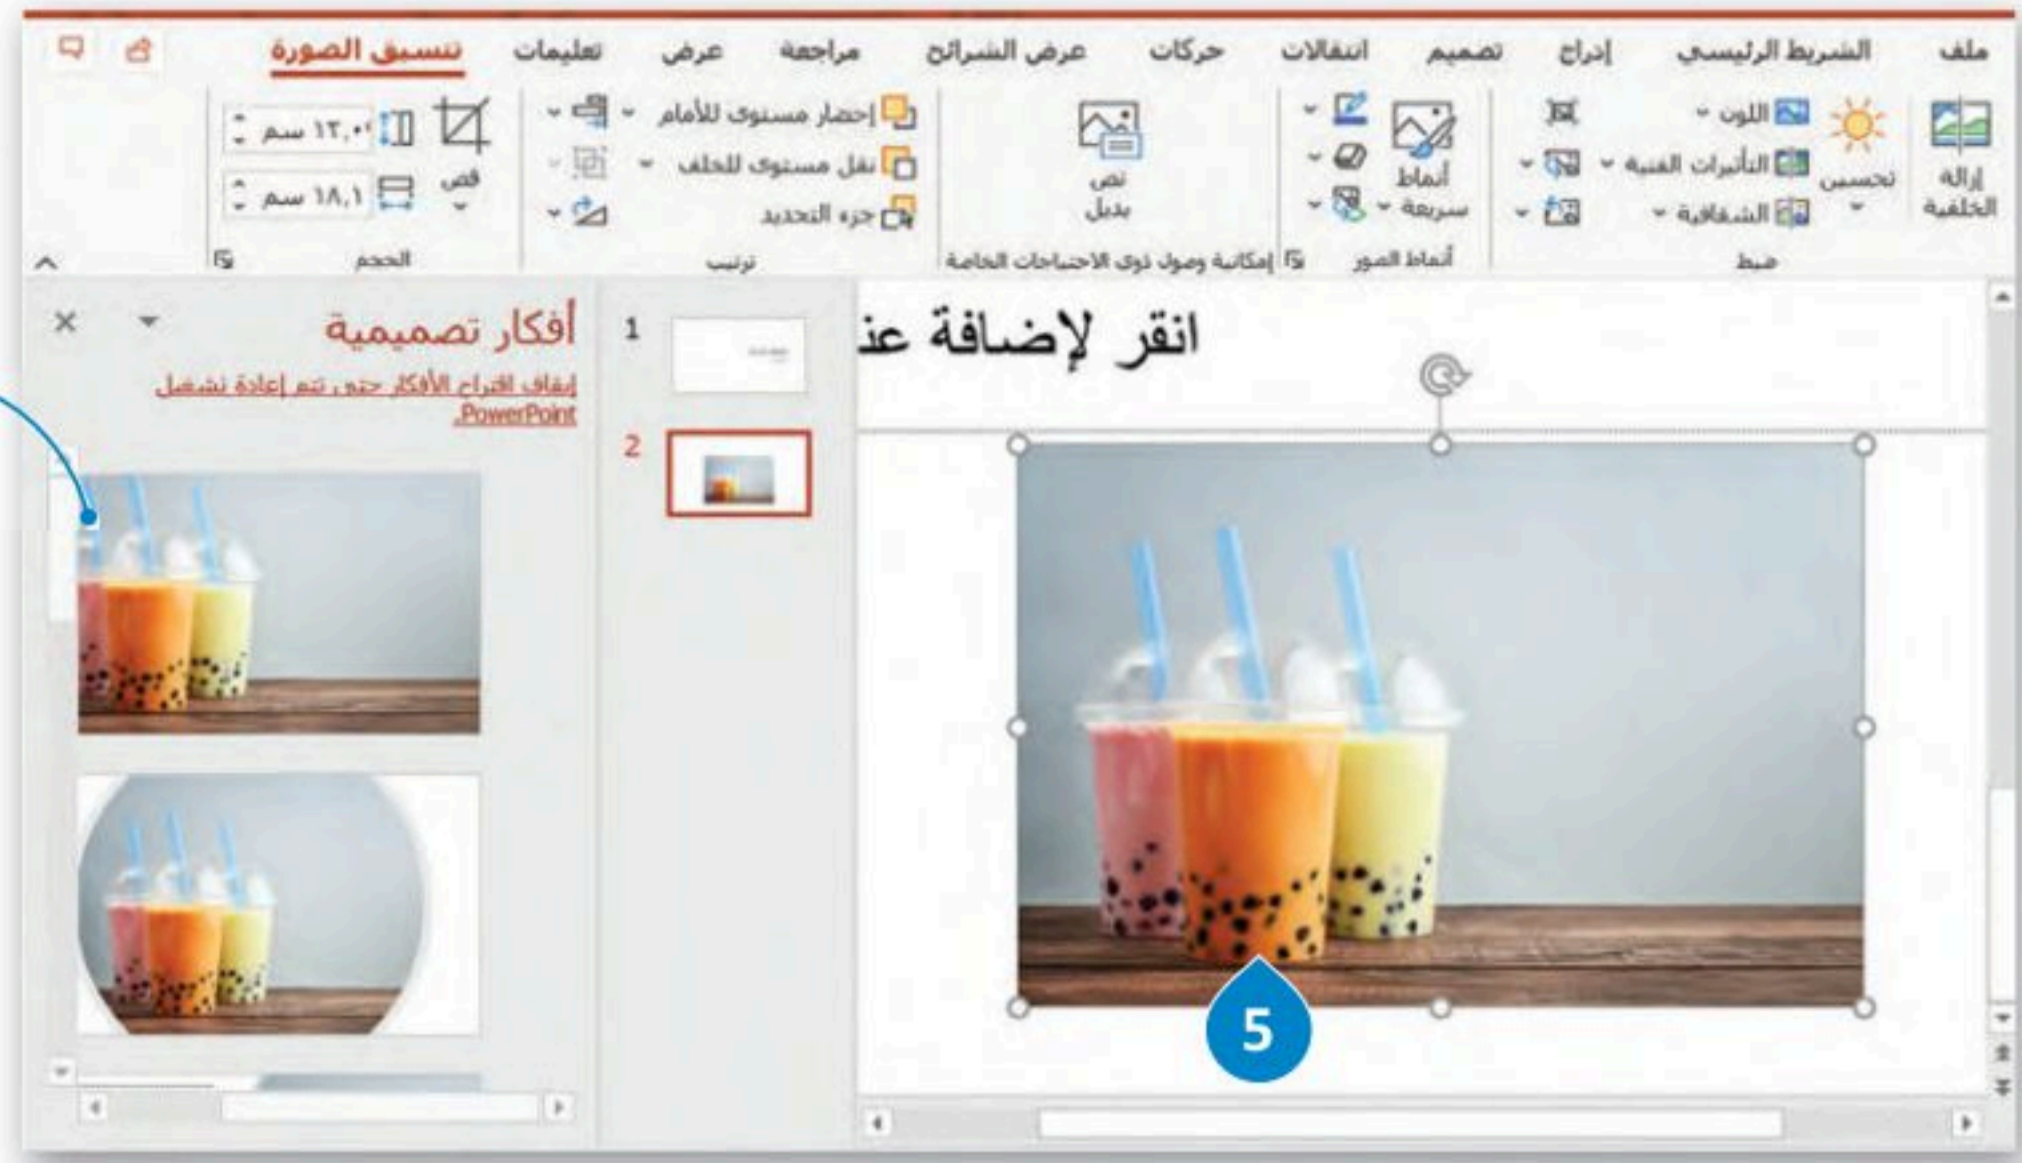 ملف الشريط الرئيسي إدراج تصميم انتقالات حركات عرض الشرائح مراجعة عرض تعليمات تنسيق الصورة
إزالة الخلفية
تحسين
اللون
التأثيرات الفنية
الشفافية
ضبط
أنماط سريعة
أنماط الصور
نص بديل
إمكانية وصول ذوي الاحتياجات الخاصة
إحضار مستوى للأمام
نقل مستوى للخلف
جزء التحديد
ترتيب
قص
١٨,١ سم
الحجم
انقر لإضافة عنـ
1
2
أفكار تصميمية
إيقاف اقتراح الأفكار حتى تتم إعادة تشغيل
PowerPoint.
5